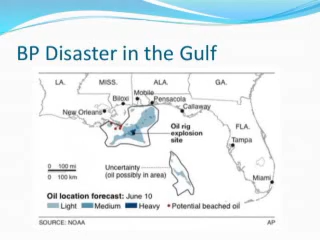 BP Disaster in the Gulf
LA.
MISS.
ALA.
GA.
Mobile
Biloxi
Pensacola
New Orleans
Callaway
Oil rig
explosion
site
FLA.
Tampa
0 100 mi
0 100 km
Uncertainty
(oil possibly in area)
Miami
Oil location forecast: June 10
Light Medium Heavy Potential beached oil
SOURCE: NOAA
AP